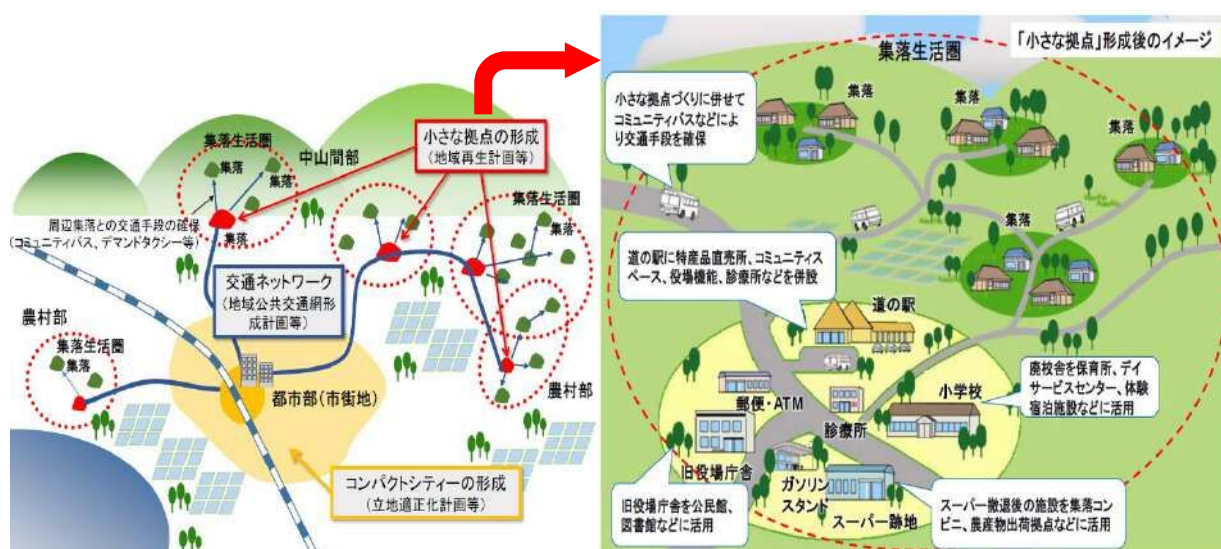 集落生活圏
集落
集落
中山間部
小さな拠点の形成
(地域再生計画等)
集落生活圏
集落
周辺集落との交通手段の確保
(コミュニティバス、デマンドタクシー等)
集落
交通ネットワーク
(地域公共交通網形
成計画等)
農村部
集落生活圏
集落
都市部(市街地)
農村部
コンパクトシティーの形成
(立地適正化計画等)
「小さな拠点」形成後のイメージ
集落生活圏
小さな拠点づくりに併せて
コミュニティバスなどによ
り交通手段を確保
集落
集落
集落
集落
道の駅に特産品直売所、コミュニティス
ペース、役場機能、診療所などを併設
道の駅
廃校舎を保育所、デイ
サービスセンター、体験
宿泊施設などに活用
小学校
郵便・ATM
診療所
旧役場庁舎
ガソリン
スタンド
スーパー跡地
旧役場庁舎を公民館、
図書館などに活用
スーパー撤退後の施設を集落コン
ビニ、農産物出荷拠点などに活用